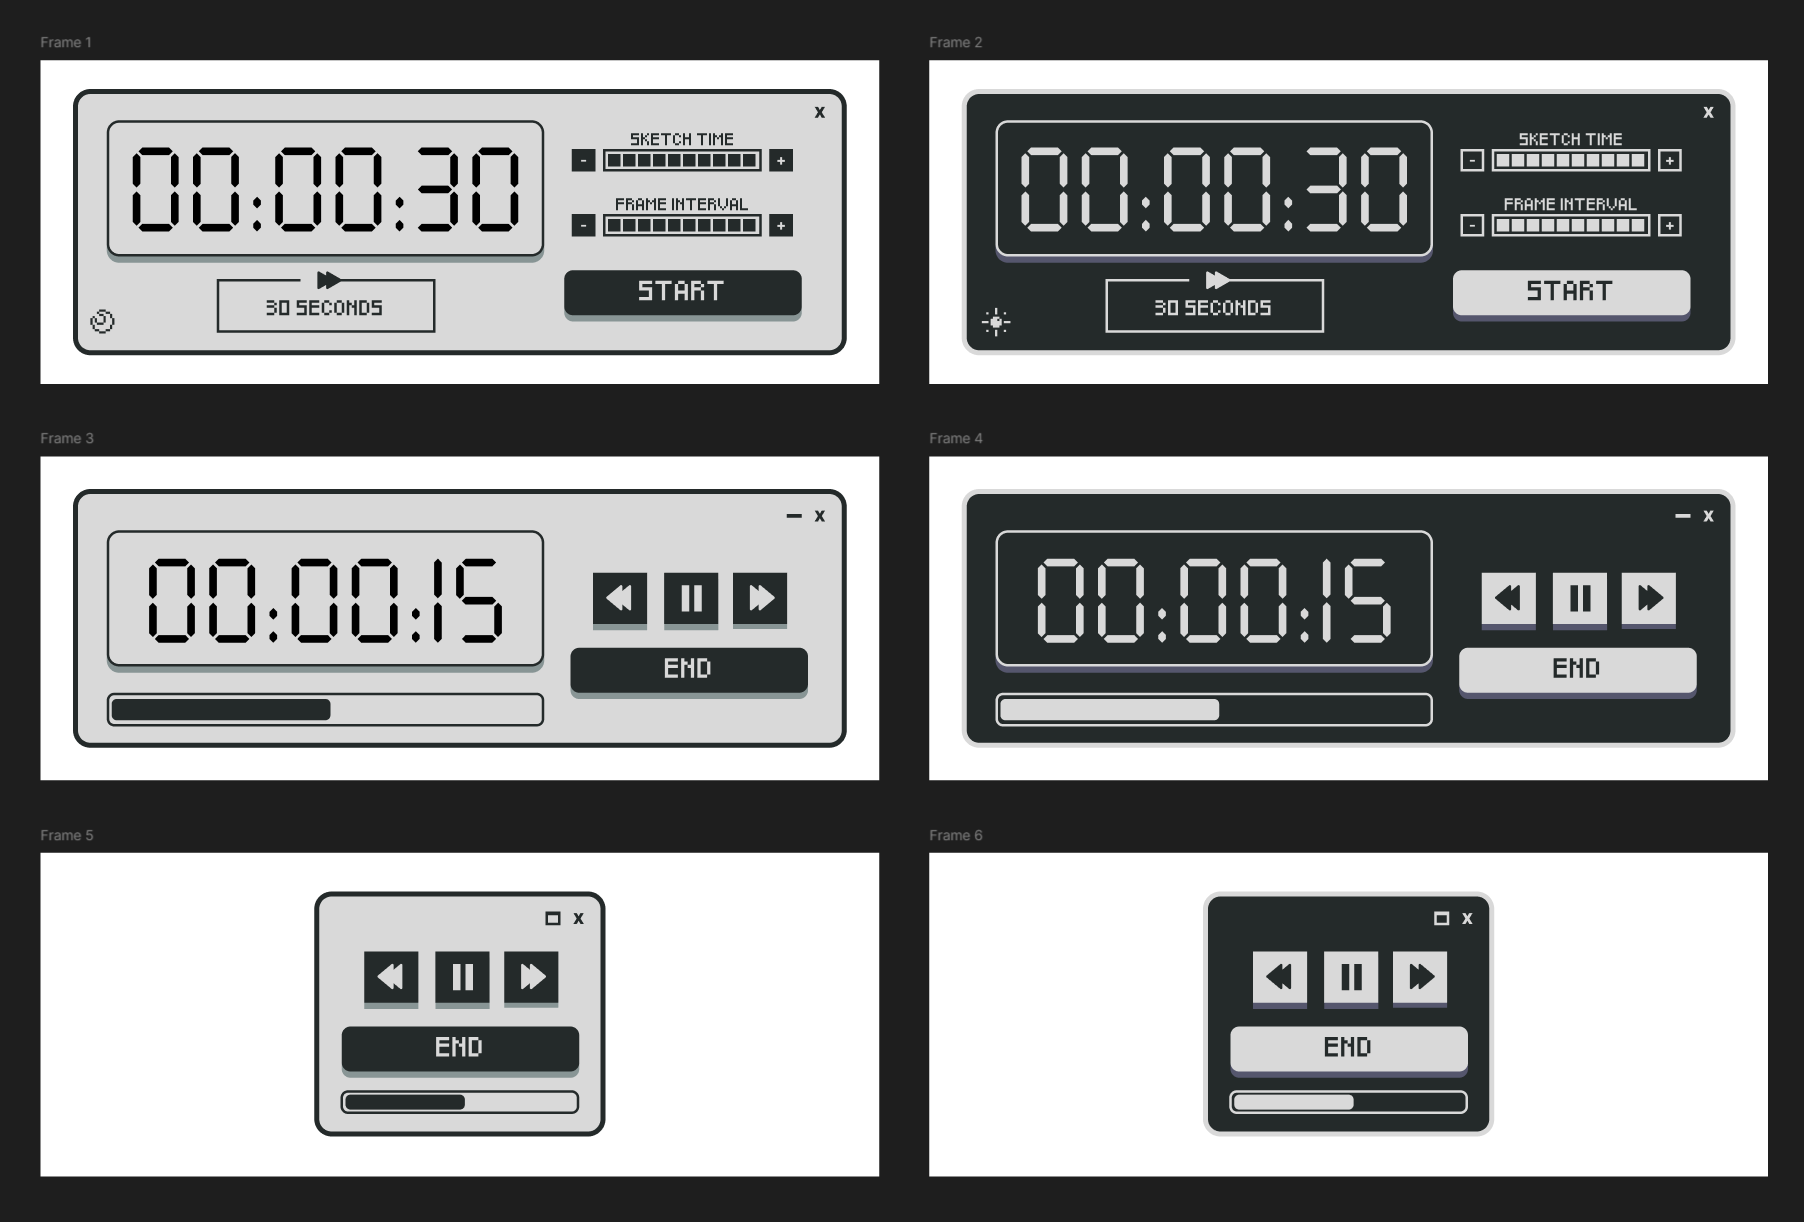 Frame 1
x
00:00:30
SKETCH TIME
- +
FRAME INTERVAL
- +
START
30 SECONDS
Frame 2
x
00:00:30
SKETCH TIME
- +
FRAME INTERVAL
- +
START
30 SECONDS
Frame 3
x
00:00:15
END
Frame 4
x
00:00:15
END
Frame 5
x
END
Frame 6
x
END